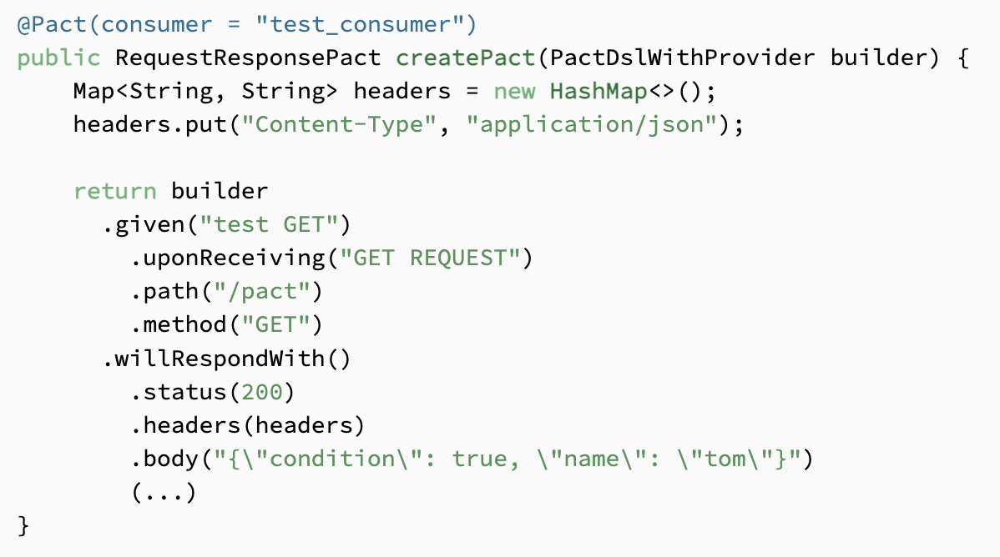 @Pact(consumer = "test_consumer")
public RequestResponsePact createPact(PactDslWithProvider builder) {
    Map<String, String> headers = new HashMap<>();
    headers.put("Content-Type", "application/json");

    return builder
      .given("test GET")
        .uponReceiving("GET REQUEST")
        .path("/pact")
        .method("GET")
      .willRespondWith()
        .status(200)
        .headers(headers)
        .body("{\"condition\": true, \"name\": \"tom\"}")
        (...)
}